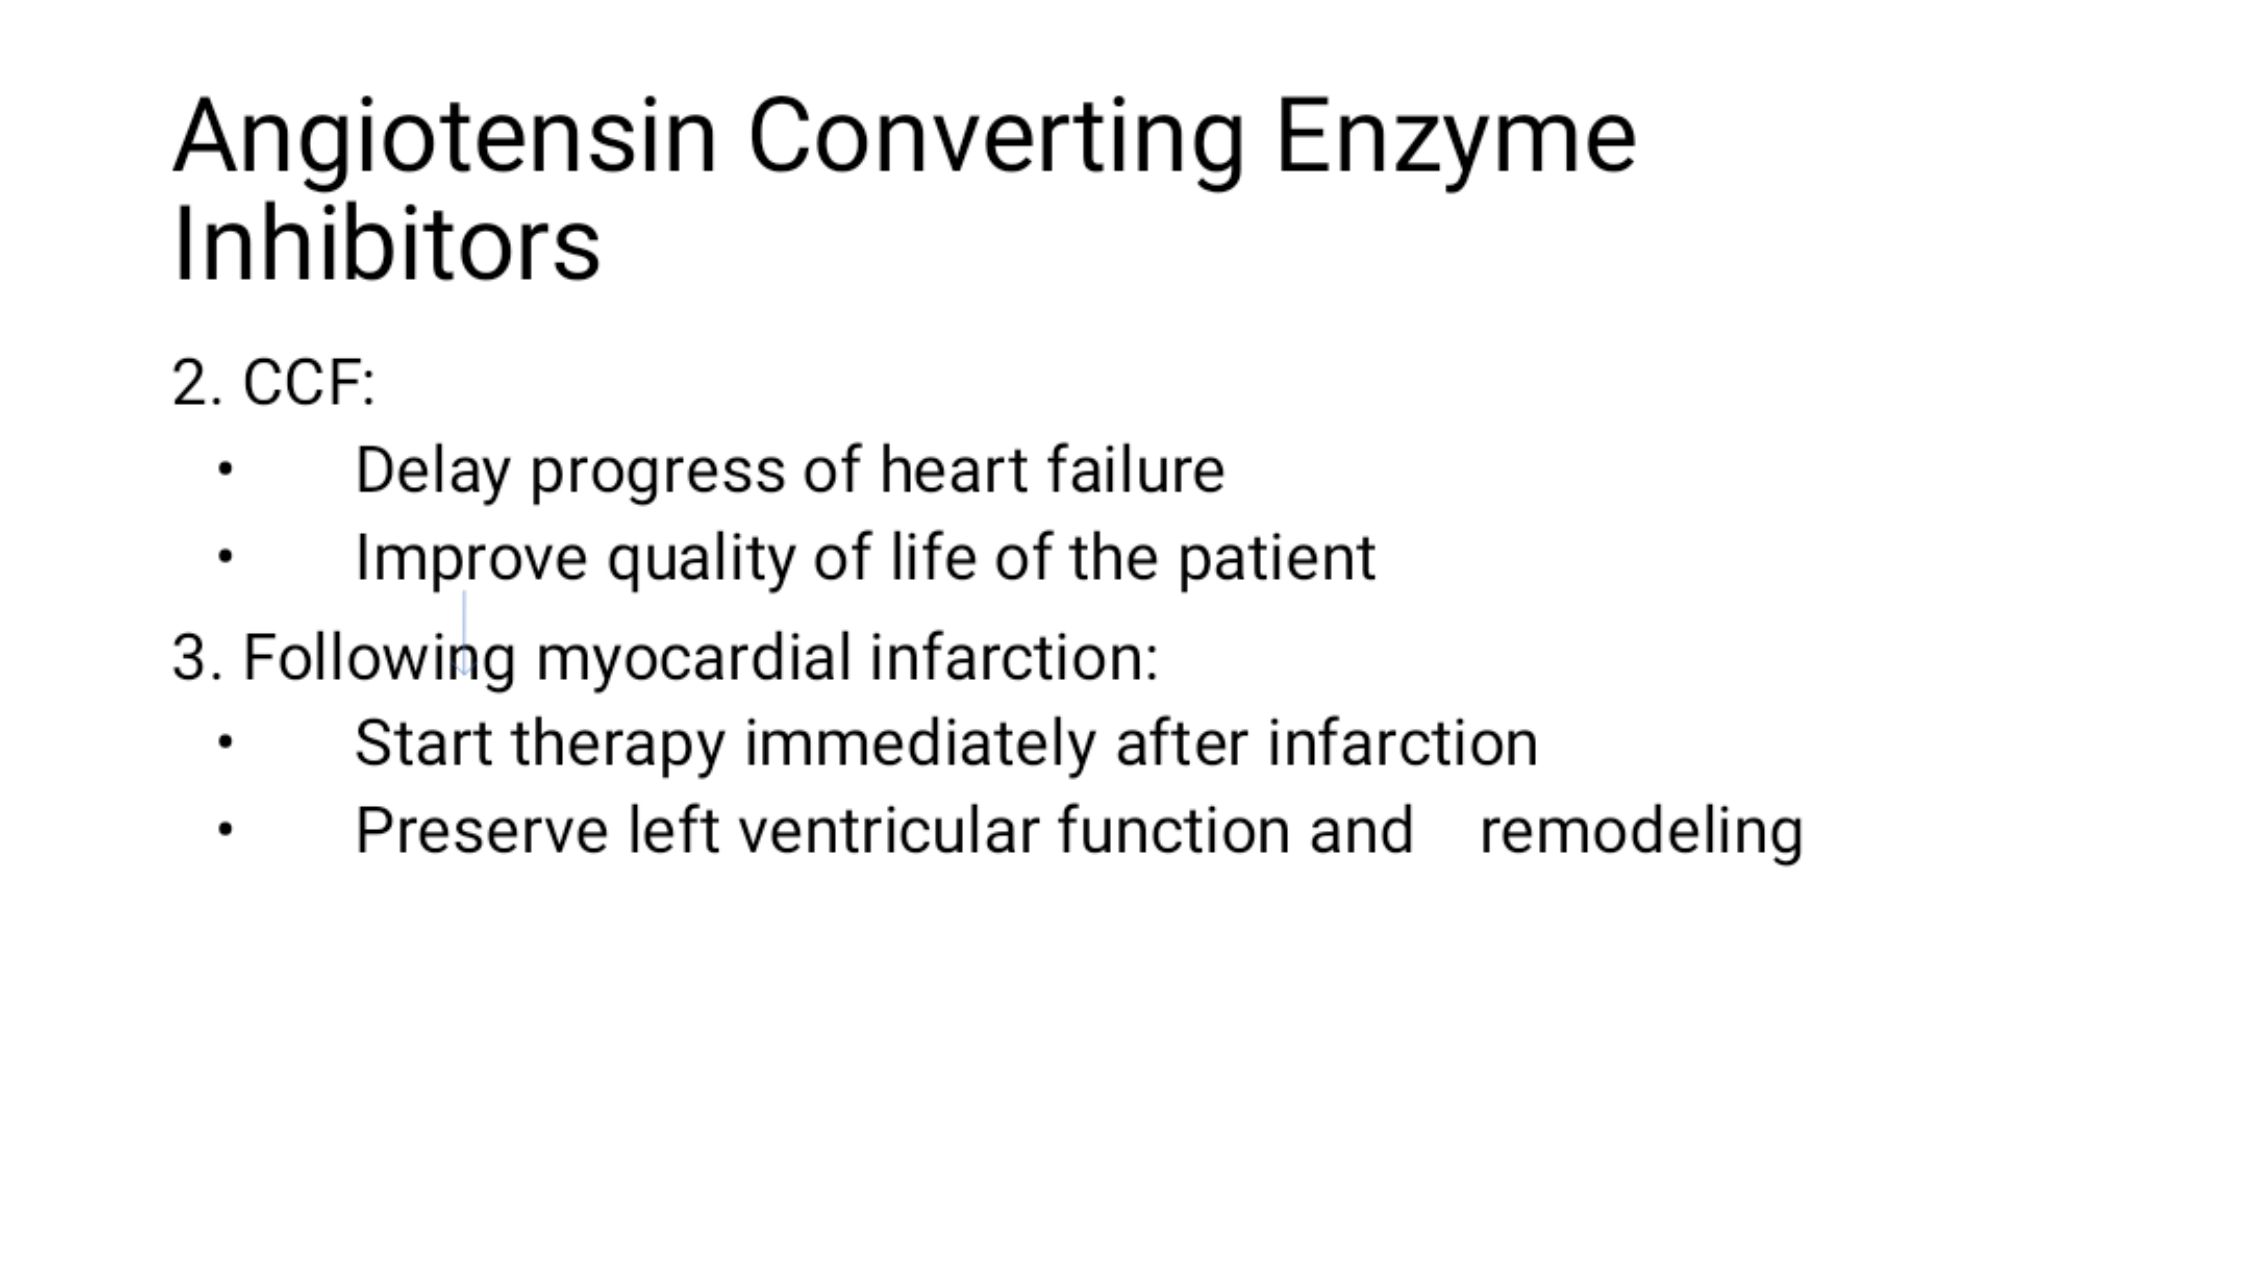 Angiotensin Converting Enzyme
Inhibitors
2. CCF:
• Delay progress of heart failure
• Improve quality of life of the patient
3. Following myocardial infarction:
• Start therapy immediately after infarction
• Preserve left ventricular function and remodeling